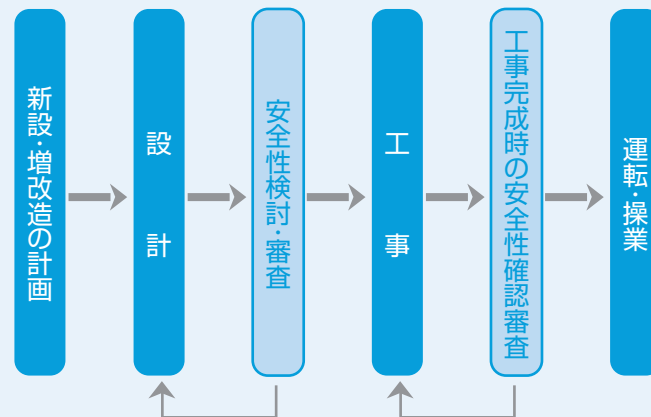 新設・増改造の計画
設計
安全性検討・審査
工事
工事完成時の安全性確認審査
運転・操業